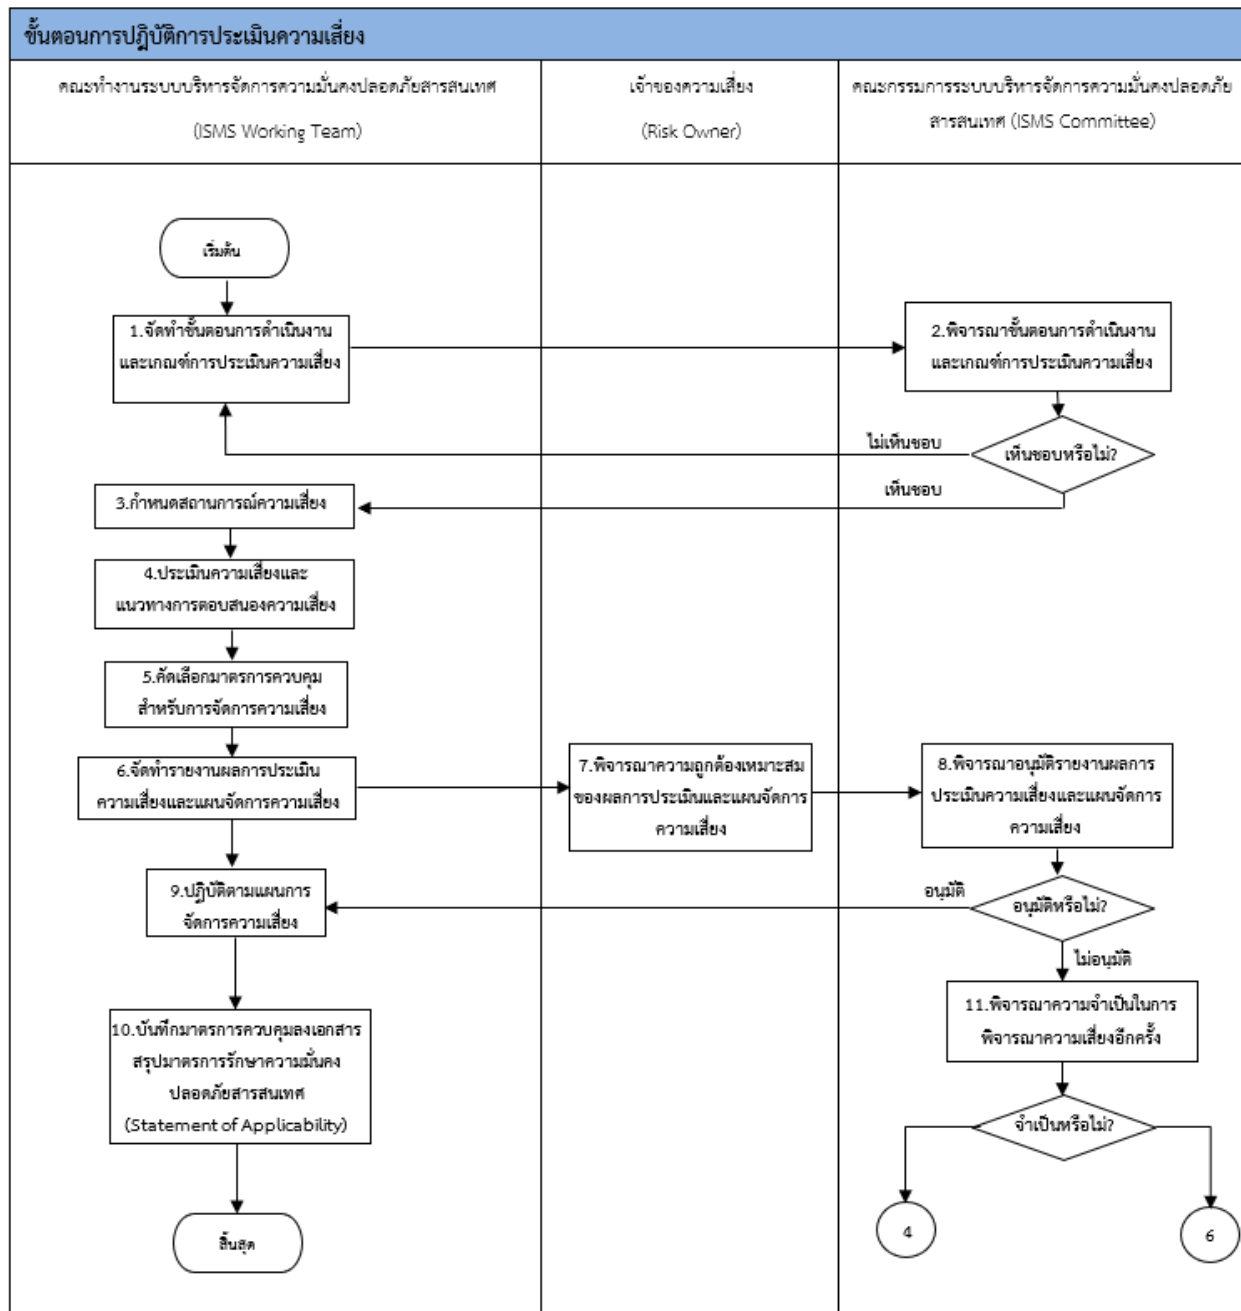 ขั้นตอนการปฏิบัติการประเมินความเสี่ยง
คณะทำงานระบบบริหารจัดการความมั่นคงปลอดภัยสารสนเทศ
(ISMS Working Team)
เจ้าของความเสี่ยง
(Risk Owner)
คณะกรรมการระบบบริหารจัดการความมั่นคงปลอดภัย
สารสนเทศ (ISMS Committee)
เริ่มต้น
1.จัดทำขั้นตอนการดำเนินงาน
และเกณฑ์การประเมินความเสี่ยง
2.พิจารณาขั้นตอนการดำเนินงาน
และเกณฑ์การประเมินความเสี่ยง
ไม่เห็นชอบ
เห็นชอบหรือไม่?
เห็นชอบ
3.กำหนดสถานการณ์ความเสี่ยง
4.ประเมินความเสี่ยงและ
แนวทางการตอบสนองความเสี่ยง
5.คัดเลือกมาตรการควบคุม
สำหรับการจัดการความเสี่ยง
6.จัดทำรายงานผลการประเมิน
ความเสี่ยงและแผนจัดการความเสี่ยง
7.พิจารณาความถูกต้องเหมาะสม
ของผลการประเมินและแผนจัดการ
ความเสี่ยง
8.พิจารณาอนุมัติรายงานผลการ
ประเมินความเสี่ยงและแผนจัดการ
ความเสี่ยง
9.ปฏิบัติตามแผนการ
จัดการความเสี่ยง
อนุมัติ
อนุมัติหรือไม่?
ไม่อนุมัติ
10.บันทึกมาตรการควบคุมลงเอกสาร
สรุปมาตรการรักษาความมั่นคง
ปลอดภัยสารสนเทศ
(Statement of Applicability)
11.พิจารณาความจำเป็นในการ
พิจารณาความเสี่ยงอีกครั้ง
จำเป็นหรือไม่?
สิ้นสุด
4
6